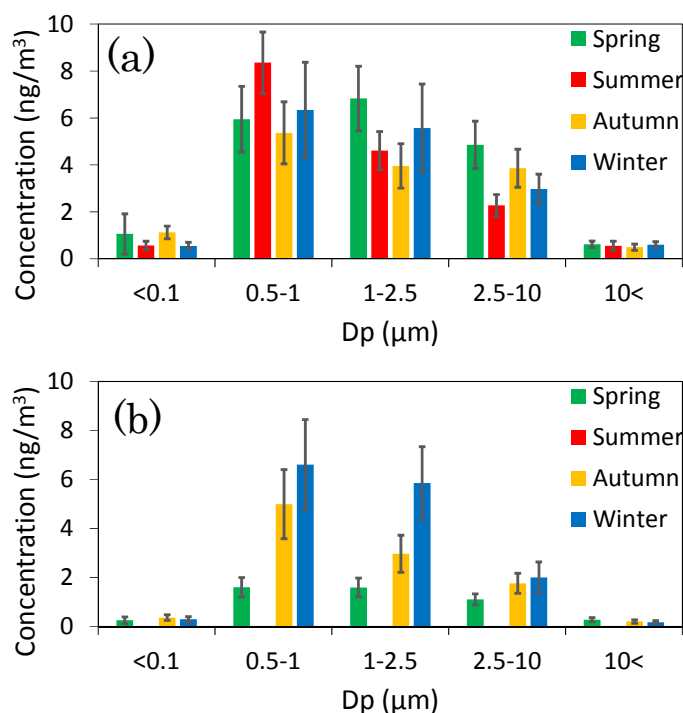 (a)
Concentration (ng/m³)
10
8
6
4
2
0
Spring
Summer
Autumn
Winter
<0.1 0.5-1 1-2.5 2.5-10 10<
Dp (µm)
(b)
Concentration (ng/m³)
10
8
6
4
2
0
Spring
Summer
Autumn
Winter
<0.1 0.5-1 1-2.5 2.5-10 10<
Dp (µm)